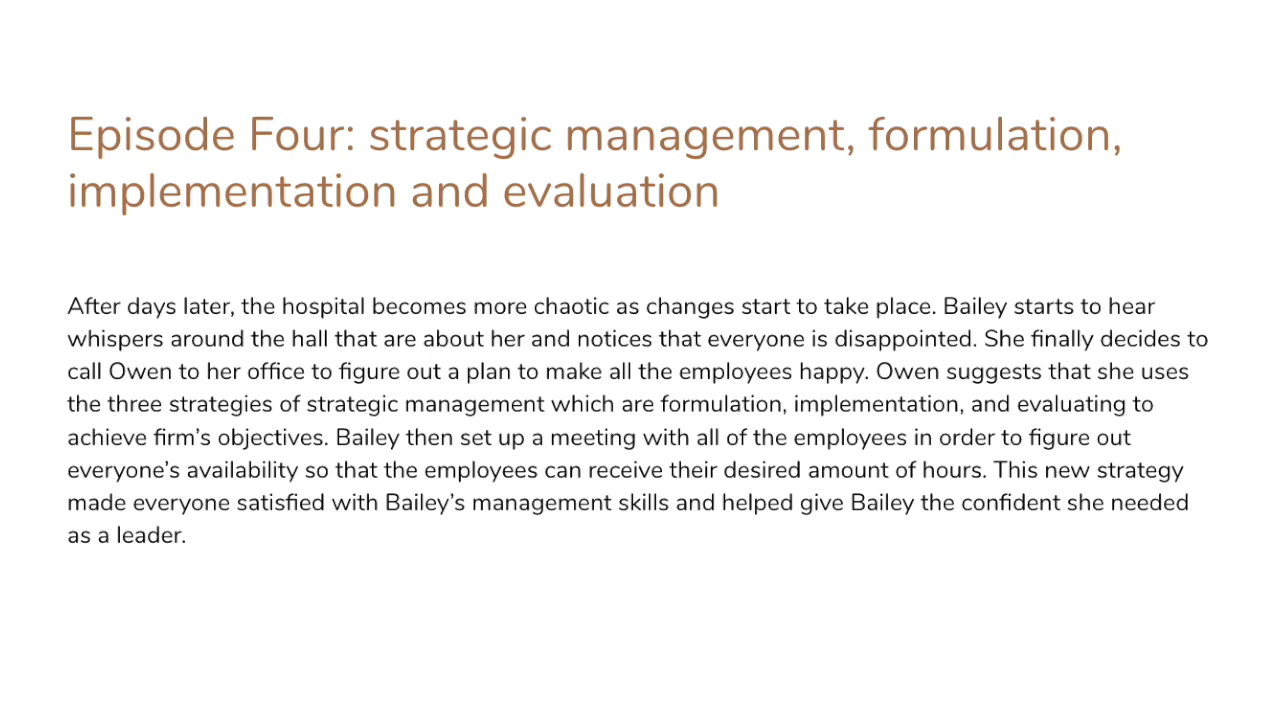 Episode Four: strategic management, formulation,
implementation and evaluation
After days later, the hospital becomes more chaotic as changes start to take place. Bailey starts to hear
whispers around the hall that are about her and notices that everyone is disappointed. She finally decides to
call Owen to her office to figure out a plan to make all the employees happy. Owen suggests that she uses
the three strategies of strategic management which are formulation, implementation, and evaluating to
achieve firm’s objectives. Bailey then set up a meeting with all of the employees in order to figure out
everyone’s availability so that the employees can receive their desired amount of hours. This new strategy
made everyone satisfied with Bailey’s management skills and helped give Bailey the confident she needed
as a leader.